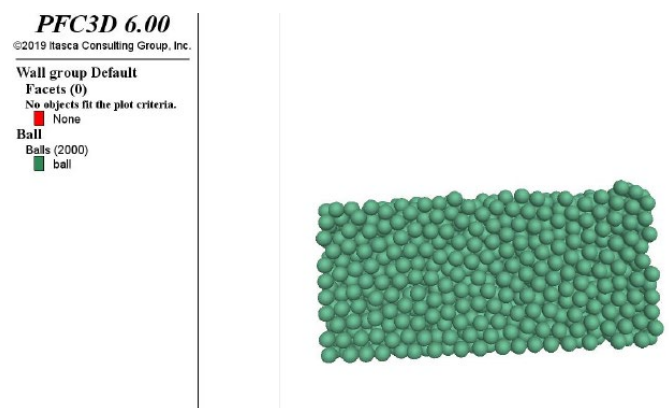 PFC3D 6.00
©2019 Itasca Consulting Group, Inc.
Wall group Default
Facets (0)
No objects fit the plot criteria.
None
Ball
Balls (2000)
ball